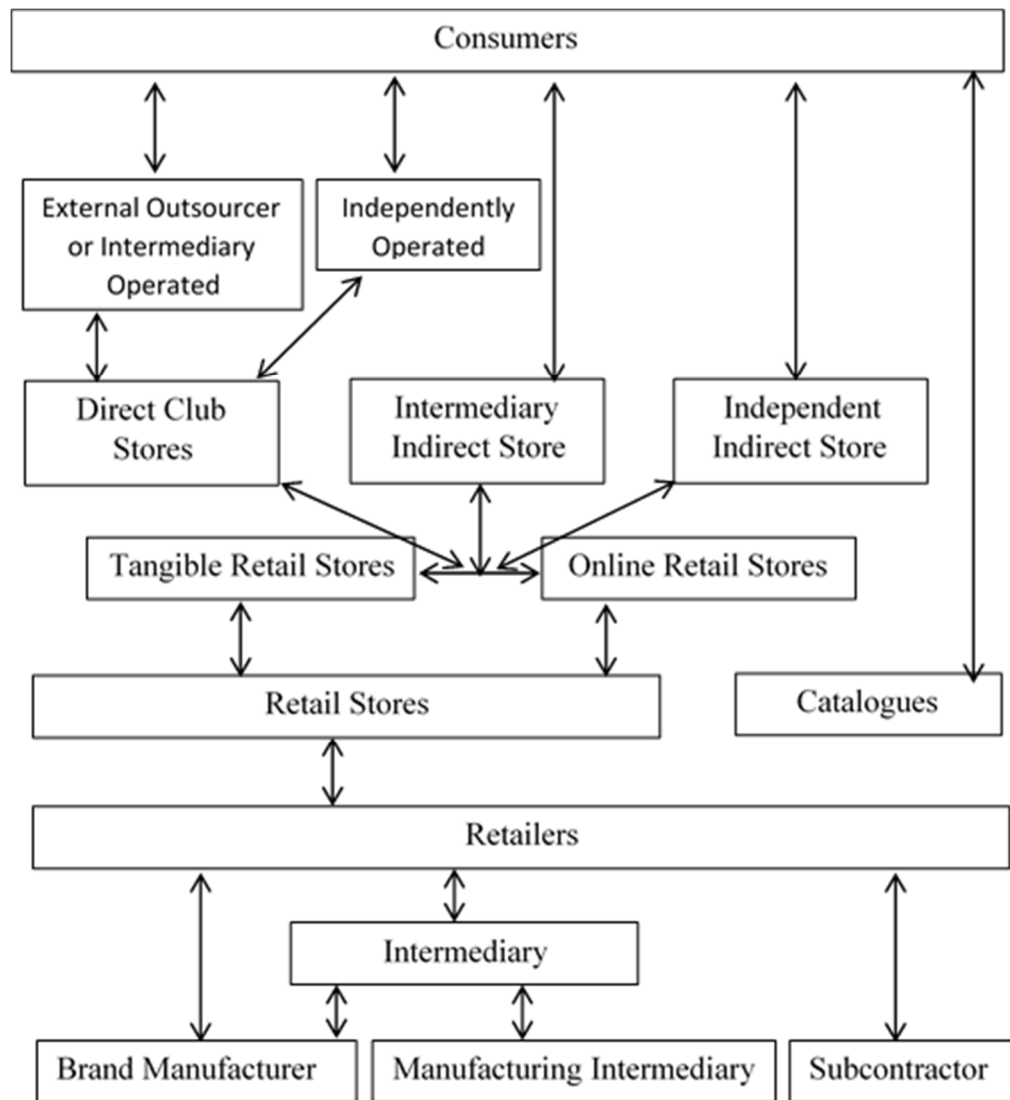 Consumers
External Outsourcer
or Intermediary
Operated
Independently
Operated
Direct Club
Stores
Intermediary
Indirect Store
Independent
Indirect Store
Tangible Retail Stores
Online Retail Stores
Retail Stores
Catalogues
Retailers
Intermediary
Brand Manufacturer
Manufacturing Intermediary
Subcontractor